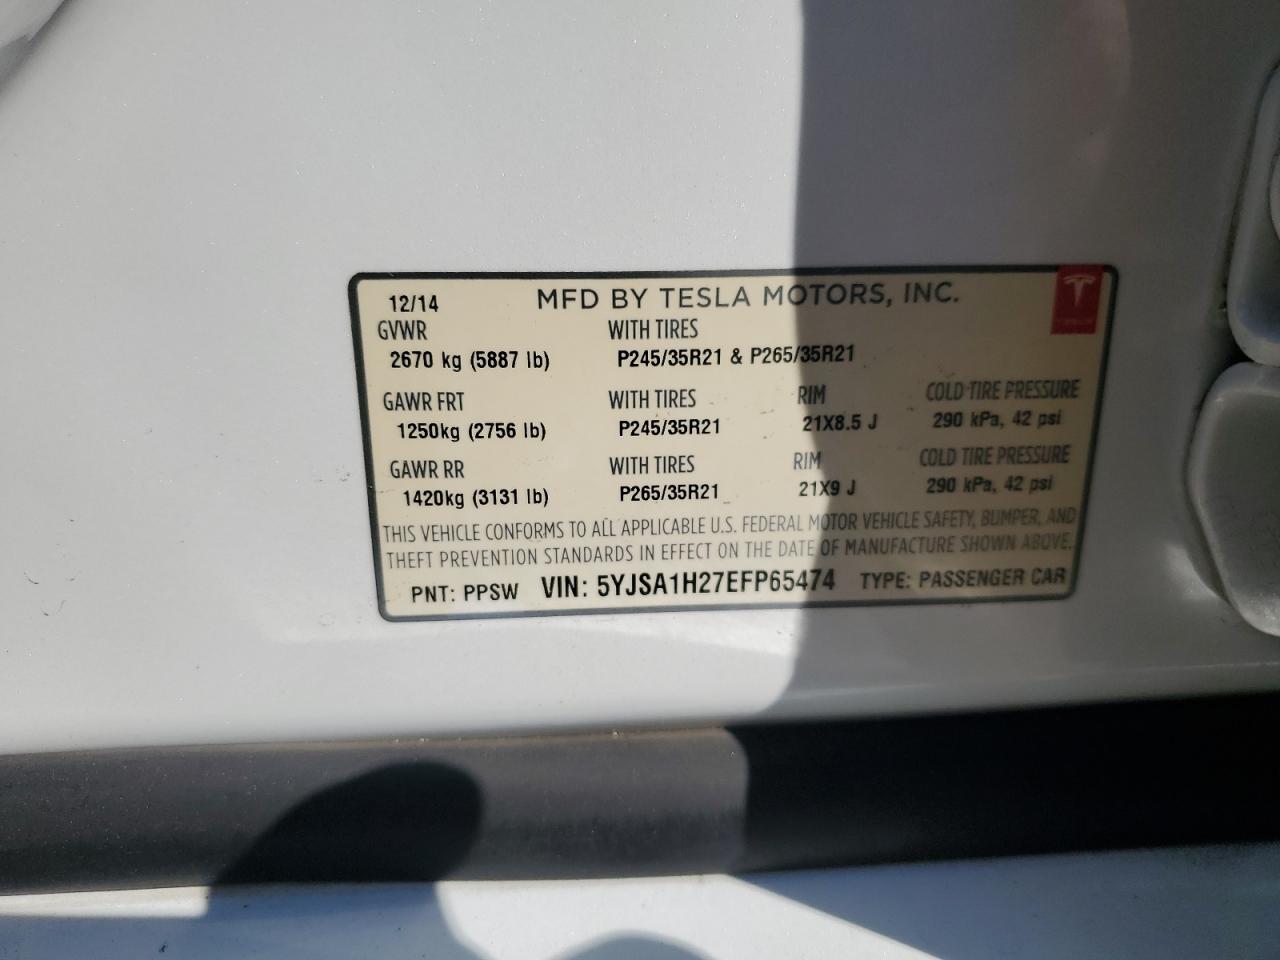 12/14 MFD BY TESLA MOTORS, INC.
TESLA
GVWR WITH TIRES
2670 kg (5887 lb) P245/35R21 & P265/35R21
GAWR FRT WITH TIRES RIM COLD TIRE PRESSURE
1250kg (2756 lb) P245/35R21 21X8.5 J 290 kPa, 42 psi
GAWR RR WITH TIRES RIM COLD TIRE PRESSURE
1420kg (3131 lb) P265/35R21 21X9 J 290 kPa, 42 psi
THIS VEHICLE CONFORMS TO ALL APPLICABLE U.S. FEDERAL MOTOR VEHICLE SAFETY, BUMPER, AND
THEFT PREVENTION STANDARDS IN EFFECT ON THE DATE OF MANUFACTURE SHOWN ABOVE.
PNT: PPSW VIN: 5YJSA1H27EFP65474 TYPE: PASSENGER CAR